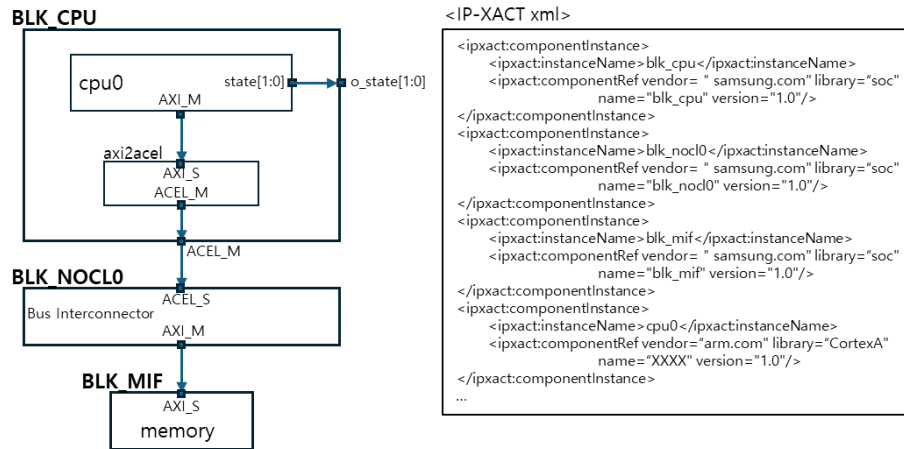 BLK_CPU
cpu0
state[1:0]
o_state[1:0]
AXI_M
axi2acel
AXI_S
ACEL_M
ACEL_M
BLK_NOCL0
ACEL_S
Bus Interconnector
AXI_M
BLK_MIF
AXI_S
memory
<IP-XACT xml>
<ipxact:componentInstance>
<ipxact:instanceName>blk_cpu</ipxact:instanceName>
<ipxact:componentRef vendor= " samsung.com" library="soc"
name="blk_cpu" version="1.0"/>
</ipxact:componentInstance>
<ipxact:componentInstance>
<ipxact:instanceName>blk_nocl0</ipxact:instanceName>
<ipxact:componentRef vendor= " samsung.com" library="soc"
name="blk_nocl0" version="1.0"/>
</ipxact:componentInstance>
<ipxact:componentInstance>
<ipxact:instanceName>blk_mif</ipxact:instanceName>
<ipxact:componentRef vendor= " samsung.com" library="soc"
name="blk_mif" version="1.0"/>
</ipxact:componentInstance>
<ipxact:componentInstance>
<ipxact:instanceName>cpu0</ipxact:instanceName>
<ipxact:componentRef vendor="arm.com" library="CortexA"
name="XXXX" version="1.0"/>
</ipxact:componentInstance>
...